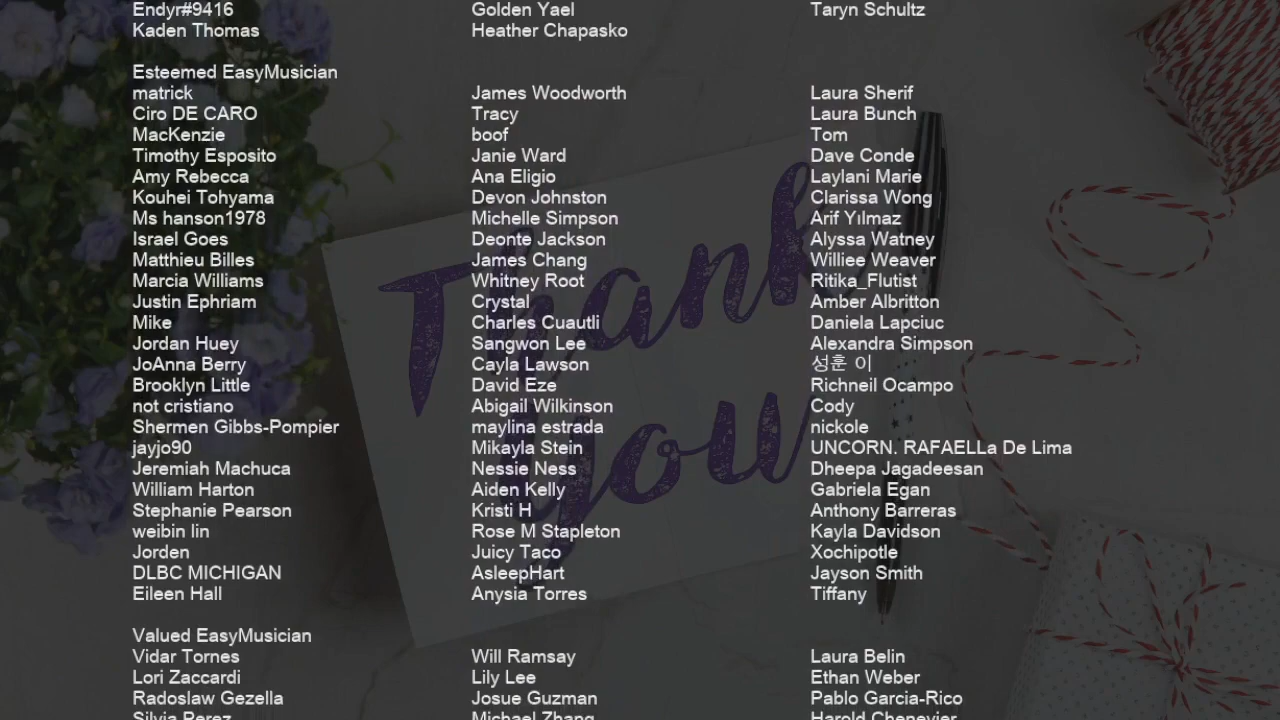 Endyr#9416 Golden Yael Taryn Schultz
Kaden Thomas Heather Chapasko
Esteemed EasyMusician
matrick James Woodworth Laura Sherif
Ciro DE CARO Tracy Laura Bunch
MacKenzie boof Tom
Timothy Esposito Janie Ward Dave Conde
Amy Rebecca Ana Eligio Laylani Marie
Kouhei Tohyama Devon Johnston Clarissa Wong
Ms hanson1978 Michelle Simpson Arif Yılmaz
Israel Goes Deonte Jackson Alyssa Watney
Matthieu Billes James Chang Williee Weaver
Marcia Williams Whitney Root Ritika_Flutist
Justin Ephriam Crystal Amber Albritton
Mike Charles Cuautli Daniela Lapciuc
Jordan Huey Sangwon Lee Alexandra Simpson
JoAnna Berry Cayla Lawson 성훈 이
Brooklyn Little David Eze Richneil Ocampo
not cristiano Abigail Wilkinson Cody
Shermen Gibbs-Pompier maylina estrada nickole
jayjo90 Mikayla Stein UNCORN. RAFAELLa De Lima
Jeremiah Machuca Nessie Ness Dheepa Jagadeesan
William Harton Aiden Kelly Gabriela Egan
Stephanie Pearson Kristi H Anthony Barreras
weibin lin Rose M Stapleton Kayla Davidson
Jorden Juicy Taco Xochipotle
DLBC MICHIGAN AsleepHart Jayson Smith
Eileen Hall Anysia Torres Tiffany
Valued EasyMusician
Vidar Tornes Will Ramsay Laura Belin
Lori Zaccardi Lily Lee Ethan Weber
Radoslaw Gezella Josue Guzman Pablo Garcia-Rico
Silvia Perez Michael Zhang Harold Chenevier
Thank
you